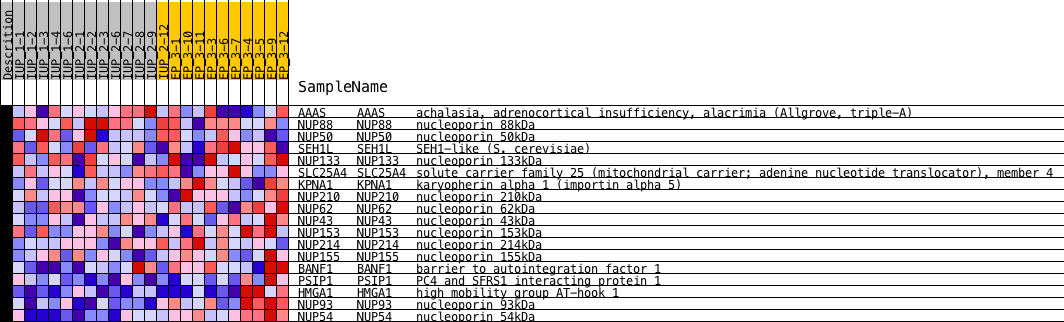 Descrition
IUP_1-1
IUP_1-2
IUP_1-3
IUP_1-4
IUP_1-6
IUP_2-1
IUP_2-2
IUP_2-3
IUP_2-6
IUP_2-7
IUP_2-8
IUP_2-9
IUP_2-12
EP_3-1
EP_3-10
EP_3-11
EP_3-3
EP_3-6
EP_3-7
EP_3-4
EP_3-5
EP_3-9
EP_3-12
SampleName
AAAS AAAS achalasia, adrenocortical insufficiency, alacrimia (Allgrove, triple-A)
NUP88 NUP88 nucleoporin 88kDa
NUP50 NUP50 nucleoporin 50kDa
SEH1L SEH1L SEH1-like (S. cerevisiae)
NUP133 NUP133 nucleoporin 133kDa
SLC25A4 SLC25A4 solute carrier family 25 (mitochondrial carrier; adenine nucleotide translocator), member 4
KPNA1 KPNA1 karyopherin alpha 1 (importin alpha 5)
NUP210 NUP210 nucleoporin 210kDa
NUP62 NUP62 nucleoporin 62kDa
NUP43 NUP43 nucleoporin 43kDa
NUP153 NUP153 nucleoporin 153kDa
NUP214 NUP214 nucleoporin 214kDa
NUP155 NUP155 nucleoporin 155kDa
BANF1 BANF1 barrier to autointegration factor 1
PSIP1 PSIP1 PC4 and SFRS1 interacting protein 1
HMGA1 HMGA1 high mobility group AT-hook 1
NUP93 NUP93 nucleoporin 93kDa
NUP54 NUP54 nucleoporin 54kDa